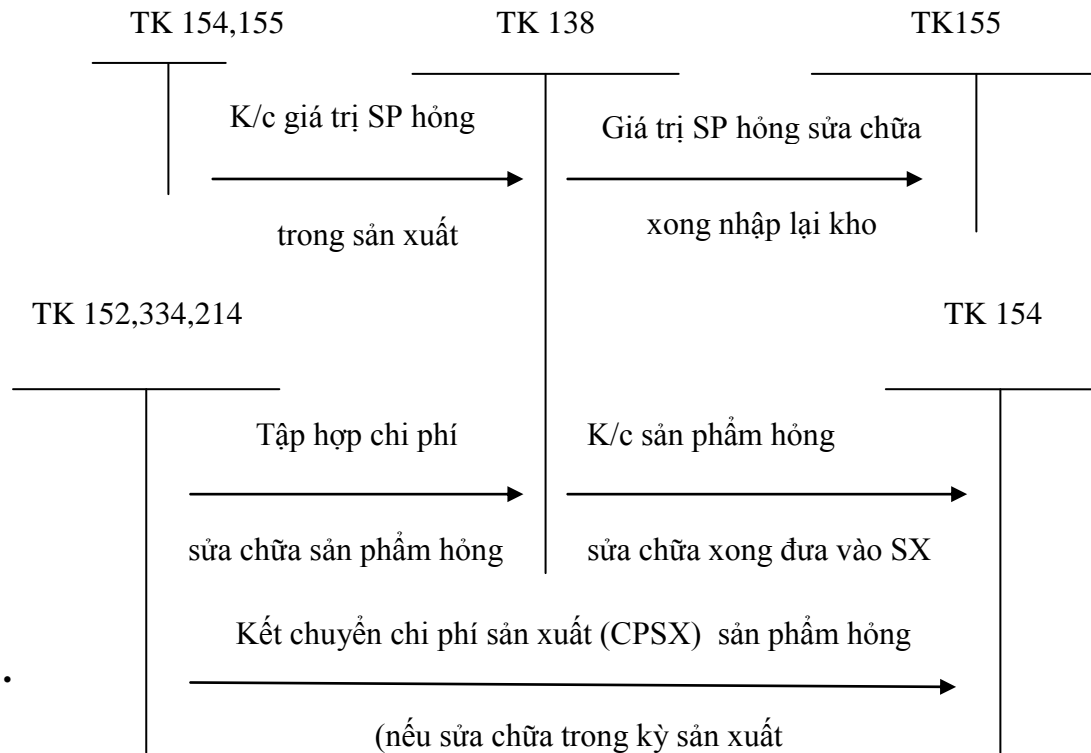 TK 154,155 TK 138 TK155
K/c giá trị SP hỏng Giá trị SP hỏng sửa chữa
trong sản xuất xong nhập lại kho
TK 152,334,214 TK 154
Tập hợp chi phí K/c sản phẩm hỏng
sửa chữa sản phẩm hỏng sửa chữa xong đưa vào SX
Kết chuyển chi phí sản xuất (CPSX) sản phẩm hỏng
(nếu sửa chữa trong kỳ sản xuất